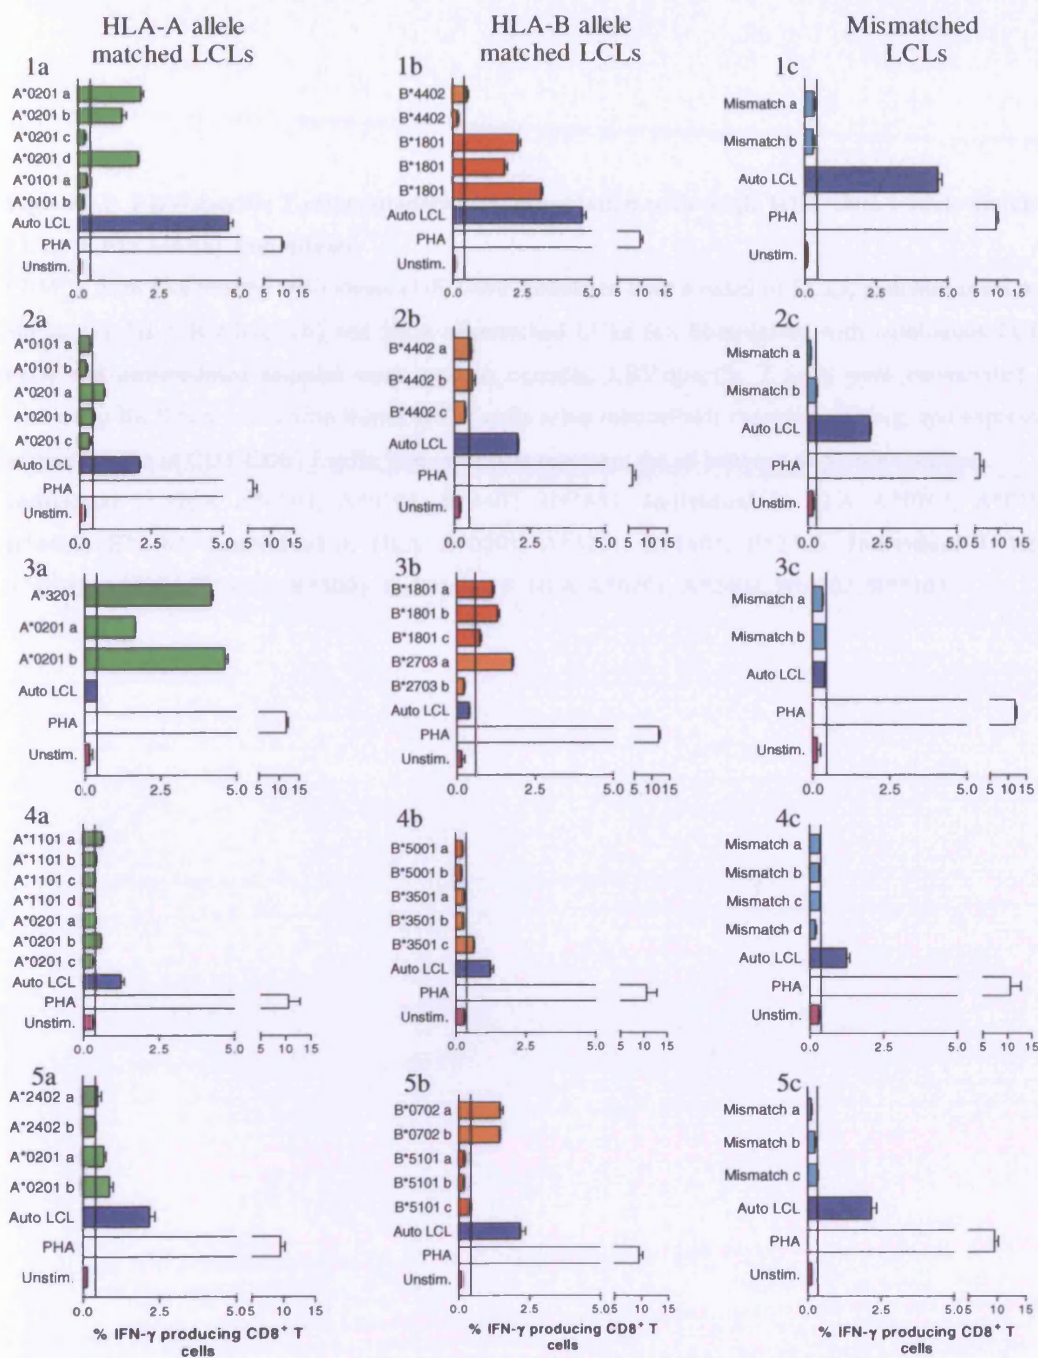 HLA-A allele
matched LCLs
HLA-B allele
matched LCLs
Mismatched
LCLs
1a
A*0201 a
A*0201 b
A*0201 c
A*0201 d
A*0101 a
A*0101 b
Auto LCL
PHA
Unstim.
0.0 2.5 5.0 5 10 15
1b
B*4402
B*4402
B*1801
B*1801
B*1801
Auto LCL
PHA
Unstim.
0.0 2.5 5.0 5 10 15
1c
Mismatch a
Mismatch b
Auto LCL
PHA
Unstim.
0.0 2.5 5.0 5 10 15
2a
A*0101 a
A*0101 b
A*0201 a
A*0201 b
A*0201 c
Auto LCL
PHA
Unstim.
0.0 2.5 5.0 5 10 15
2b
B*4402 a
B*4402 b
B*4402 c
Auto LCL
PHA
Unstim.
0.0 2.5 5.0 5 10 15
2c
Mismatch a
Mismatch b
Auto LCL
PHA
Unstim.
0.0 2.5 5.0 5 10 15
3a
A*3201
A*0201 a
A*0201 b
Auto LCL
PHA
Unstim.
0.0 2.5 5.0 5 10 15
3b
B*1801 a
B*1801 b
B*1801 c
B*2703 a
B*2703 b
Auto LCL
PHA
Unstim.
0.0 2.5 5.0 5 10 15
3c
Mismatch a
Mismatch b
Auto LCL
PHA
Unstim.
0.0 2.5 5.0 5 10 15
4a
A*1101 a
A*1101 b
A*1101 c
A*1101 d
A*0201 a
A*0201 b
A*0201 c
Auto LCL
PHA
Unstim.
0.0 2.5 5.0 5 10 15
4b
B*5001 a
B*5001 b
B*3501 a
B*3501 b
B*3501 c
Auto LCL
PHA
Unstim.
0.0 2.5 5.0 5 10 15
4c
Mismatch a
Mismatch b
Mismatch c
Mismatch d
Auto LCL
PHA
Unstim.
0.0 2.5 5.0 5 10 15
5a
A*2402 a
A*2402 b
A*0201 a
A*0201 b
Auto LCL
PHA
Unstim.
0.0 2.5 5.0 5 10 15
% IFN-γ producing CD8⁺ T
cells
5b
B*0702 a
B*0702 b
B*5101 a
B*5101 b
B*5101 c
Auto LCL
PHA
Unstim.
0.0 2.5 5.0 5 10 15
% IFN-γ producing CD8⁺ T
cells
5c
Mismatch a
Mismatch b
Mismatch c
Auto LCL
PHA
Unstim.
0.0 2.5 5.0 5 10 15
% IFN-γ producing CD8⁺ T
cells